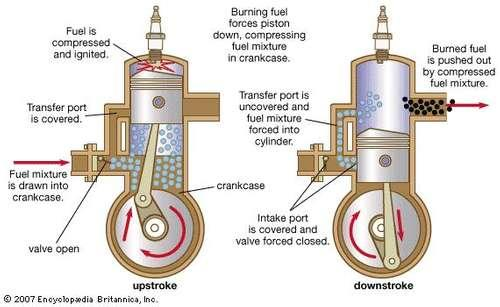 Fuel is
compressed
and ignited.
Burning fuel
forces piston
down, compressing
fuel mixture
in crankcase.
Burned fuel
is pushed out
by compressed
fuel mixture.
Transfer port
is covered.
Transfer port is
uncovered and
fuel mixture
forced into
cylinder.
Fuel mixture
is drawn into
crankcase.
crankcase
valve open
Intake port
is covered and
valve forced closed.
upstroke
downstroke
© 2007 Encyclopædia Britannica, Inc.